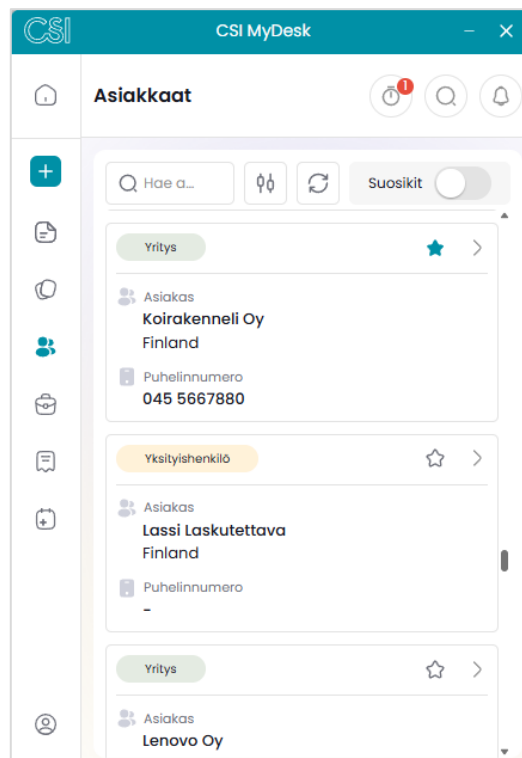 CSI
CSI MyDesk
Asiakkaat
1
Hae a...
Suosikit
Yritys
Asiakas
Koirakenneli Oy
Finland
Puhelinnumero
045 5667880
Yksityishenkilö
Asiakas
Lassi Laskutettava
Finland
Puhelinnumero
-
Yritys
Asiakas
Lenovo Oy